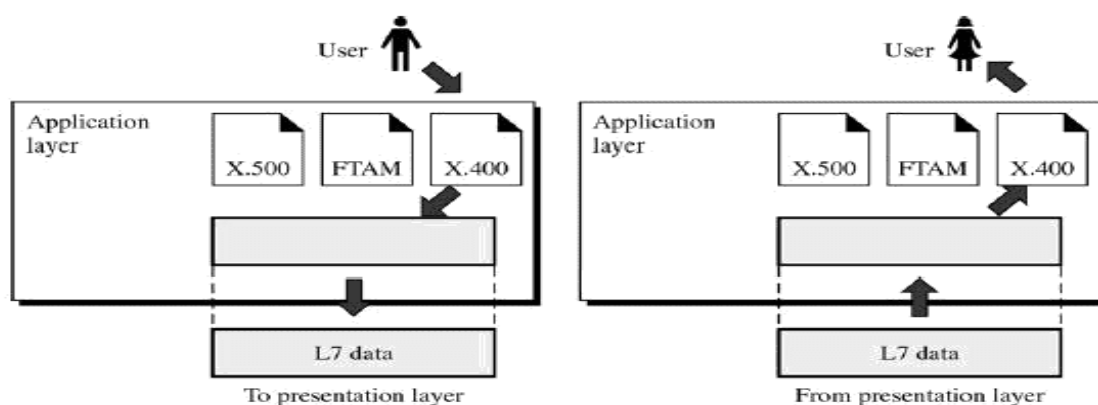 User
Application
layer
X.500
FTAM
X.400
L7 data
To presentation layer
User
Application
layer
X.500
FTAM
X.400
L7 data
From presentation layer